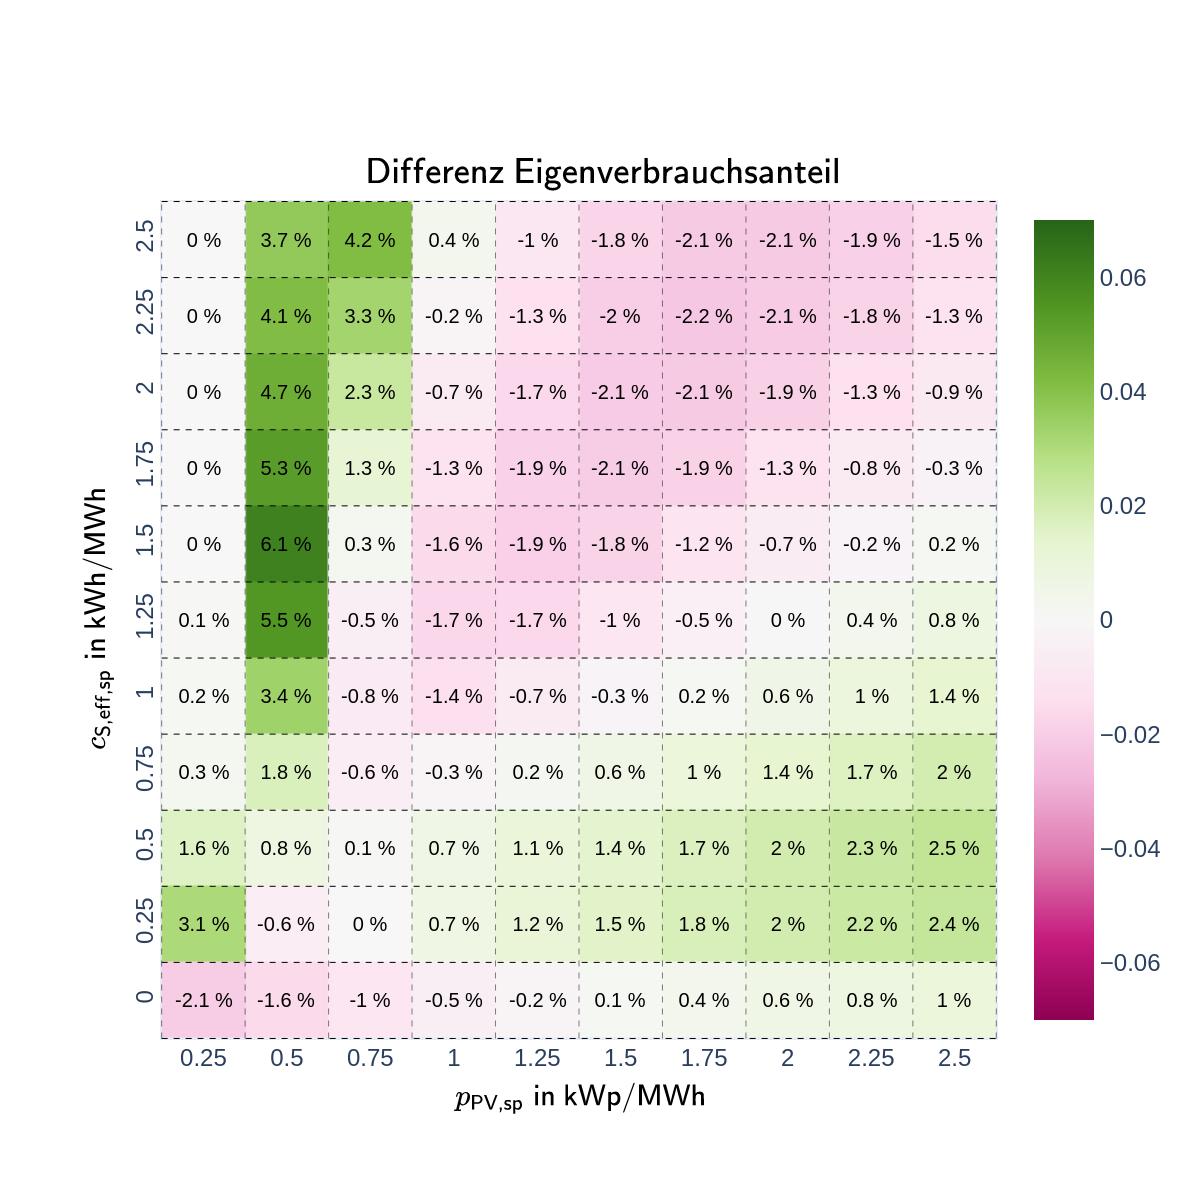 Differenz Eigenverbrauchsanteil
2.5 0 % 3.7 % 4.2 % 0.4 % -1 % -1.8 % -2.1 % -2.1 % -1.9 % -1.5 %
2.25 0 % 4.1 % 3.3 % -0.2 % -1.3 % -2 % -2.2 % -2.1 % -1.8 % -1.3 %
2 0 % 4.7 % 2.3 % -0.7 % -1.7 % -2.1 % -2.1 % -1.9 % -1.3 % -0.9 %
1.75 0 % 5.3 % 1.3 % -1.3 % -1.9 % -2.1 % -1.9 % -1.3 % -0.8 % -0.3 %
1.5 0 % 6.1 % 0.3 % -1.6 % -1.9 % -1.8 % -1.2 % -0.7 % -0.2 % 0.2 %
1.25 0.1 % 5.5 % -0.5 % -1.7 % -1.7 % -1 % -0.5 % 0 % 0.4 % 0.8 %
1 0.2 % 3.4 % -0.8 % -1.4 % -0.7 % -0.3 % 0.2 % 0.6 % 1 % 1.4 %
0.75 0.3 % 1.8 % -0.6 % -0.3 % 0.2 % 0.6 % 1 % 1.4 % 1.7 % 2 %
0.5 1.6 % 0.8 % 0.1 % 0.7 % 1.1 % 1.4 % 1.7 % 2 % 2.3 % 2.5 %
0.25 3.1 % -0.6 % 0 % 0.7 % 1.2 % 1.5 % 1.8 % 2 % 2.2 % 2.4 %
0 -2.1 % -1.6 % -1 % -0.5 % -0.2 % 0.1 % 0.4 % 0.6 % 0.8 % 1 %
0.25 0.5 0.75 1 1.25 1.5 1.75 2 2.25 2.5
p PV,sp in kWp/MWh
c S,eff,sp in kWh/MWh
0.06
0.04
0.02
0
−0.02
−0.04
−0.06